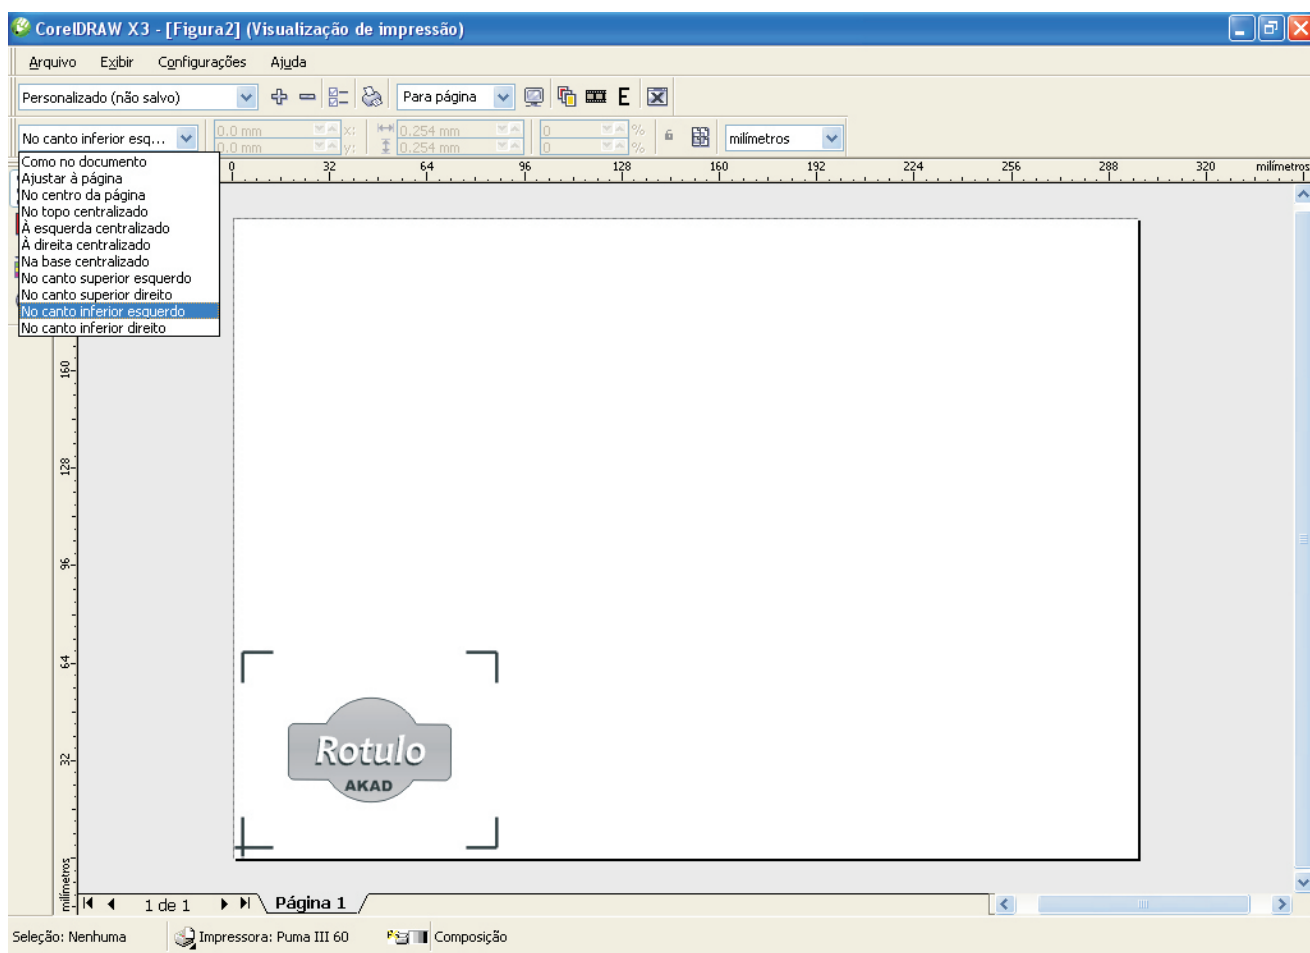 CorelDRAW X3 - [Figura2] (Visualização de impressão)
Arquivo Exibir Configurações Ajuda
Personalizado (não salvo) Para página E
No canto inferior esq... 0.0 mm x: 0.254 mm 0 % milímetros
0.0 mm y: 0.254 mm 0 %
Como no documento
Ajustar à página
No centro da página
No topo centralizado
À esquerda centralizado
À direita centralizado
Na base centralizado
No canto superior esquerdo
No canto superior direito
No canto inferior esquerdo
No canto inferior direito
0 32 64 96 128 160 192 224 256 288 320 milímetros
160
128
96
64
32
milímetros
Rotulo
AKAD
1 de 1 Página 1
Seleção: Nenhuma Impressora: Puma III 60 Composição